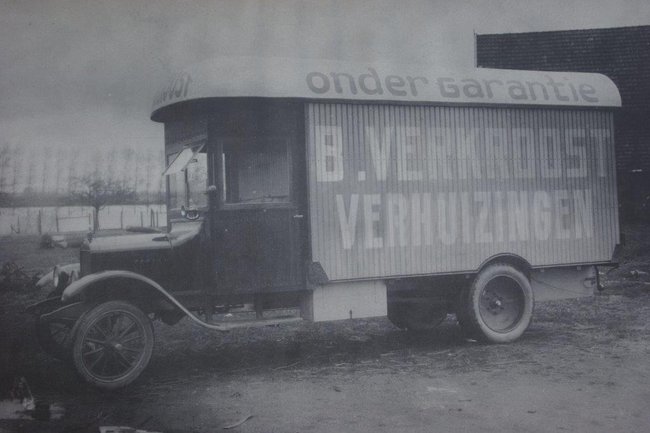 onder Garantie
B. VERKROOST
VERHUIZINGEN